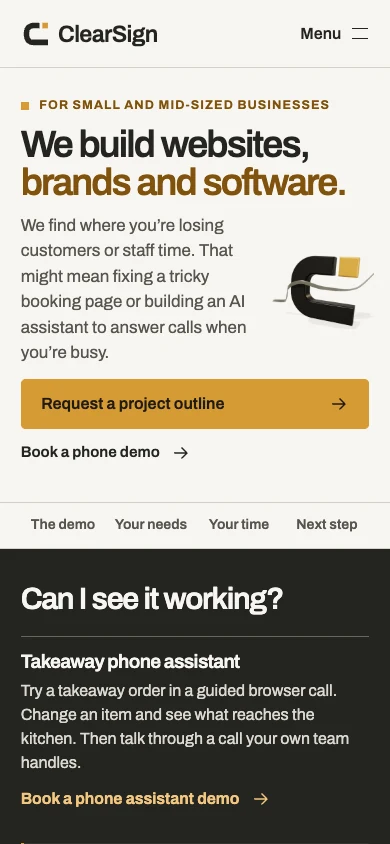 ClearSign
Menu
FOR SMALL AND MID-SIZED BUSINESSES
We build websites,
brands and software.
We find where you’re losing
customers or staff time. That
might mean fixing a tricky
booking page or building an AI
assistant to answer calls when
you’re busy.
Request a project outline
Book a phone demo
The demo
Your needs
Your time
Next step
Can I see it working?
Takeaway phone assistant
Try a takeaway order in a guided browser call.
Change an item and see what reaches the
kitchen. Then talk through a call your own team
handles.
Book a phone assistant demo